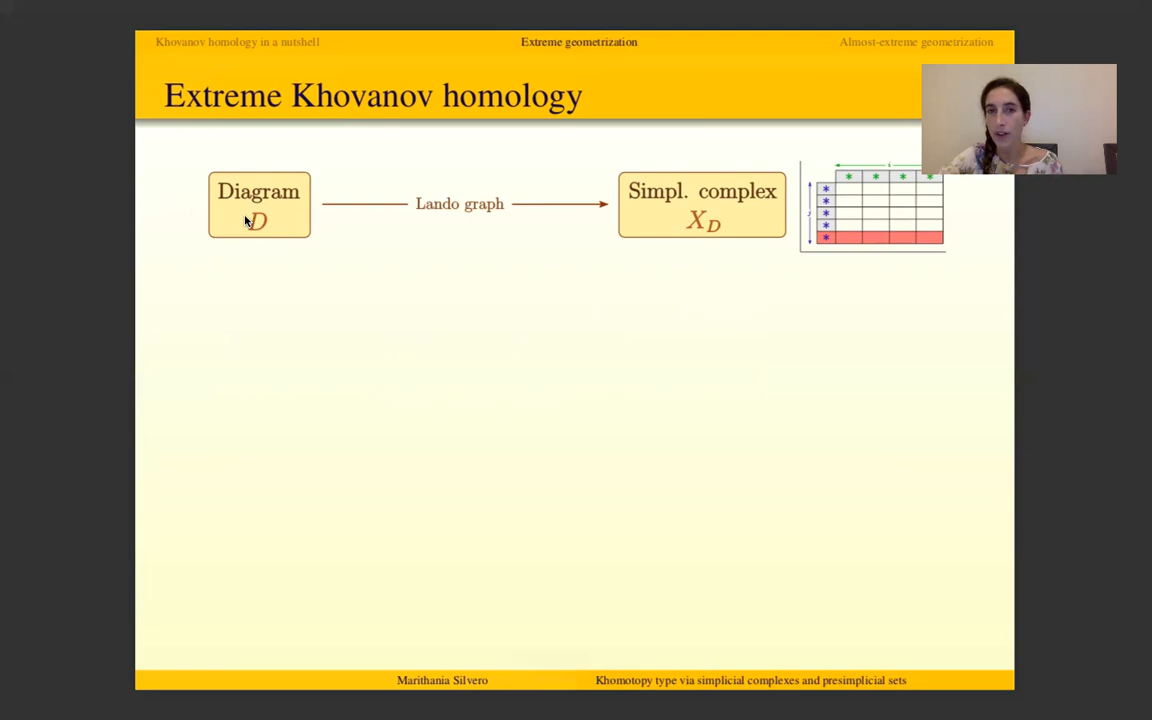 Khovanov homology in a nutshell
Extreme geometrization
Almost-extreme geometrization
Extreme Khovanov homology
Diagram
D
Lando graph
Simpl. complex
X_D
i
* * * *
j
*
*
*
*
*
Marithania Silvero
Khomotopy type via simplicial complexes and presimplicial sets